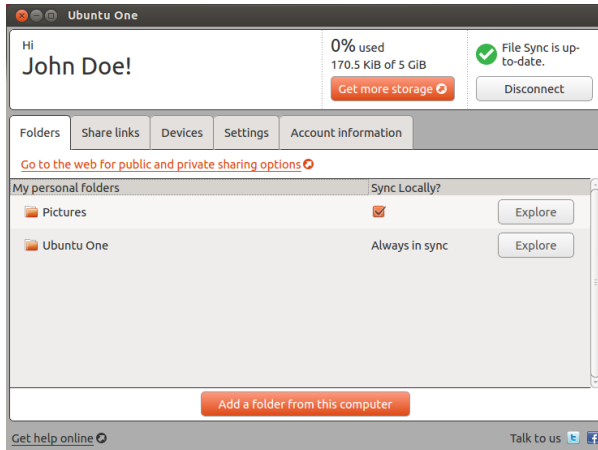 Ubuntu One
Hi
John Doe!
0% used
170.5 KiB of 5 GiB
Get more storage
File Sync is up-
to-date.
Disconnect
Folders Share links Devices Settings Account information
Go to the web for public and private sharing options
My personal folders Sync Locally?
Pictures Explore
Ubuntu One Always in sync Explore
Add a folder from this computer
Get help online Talk to us